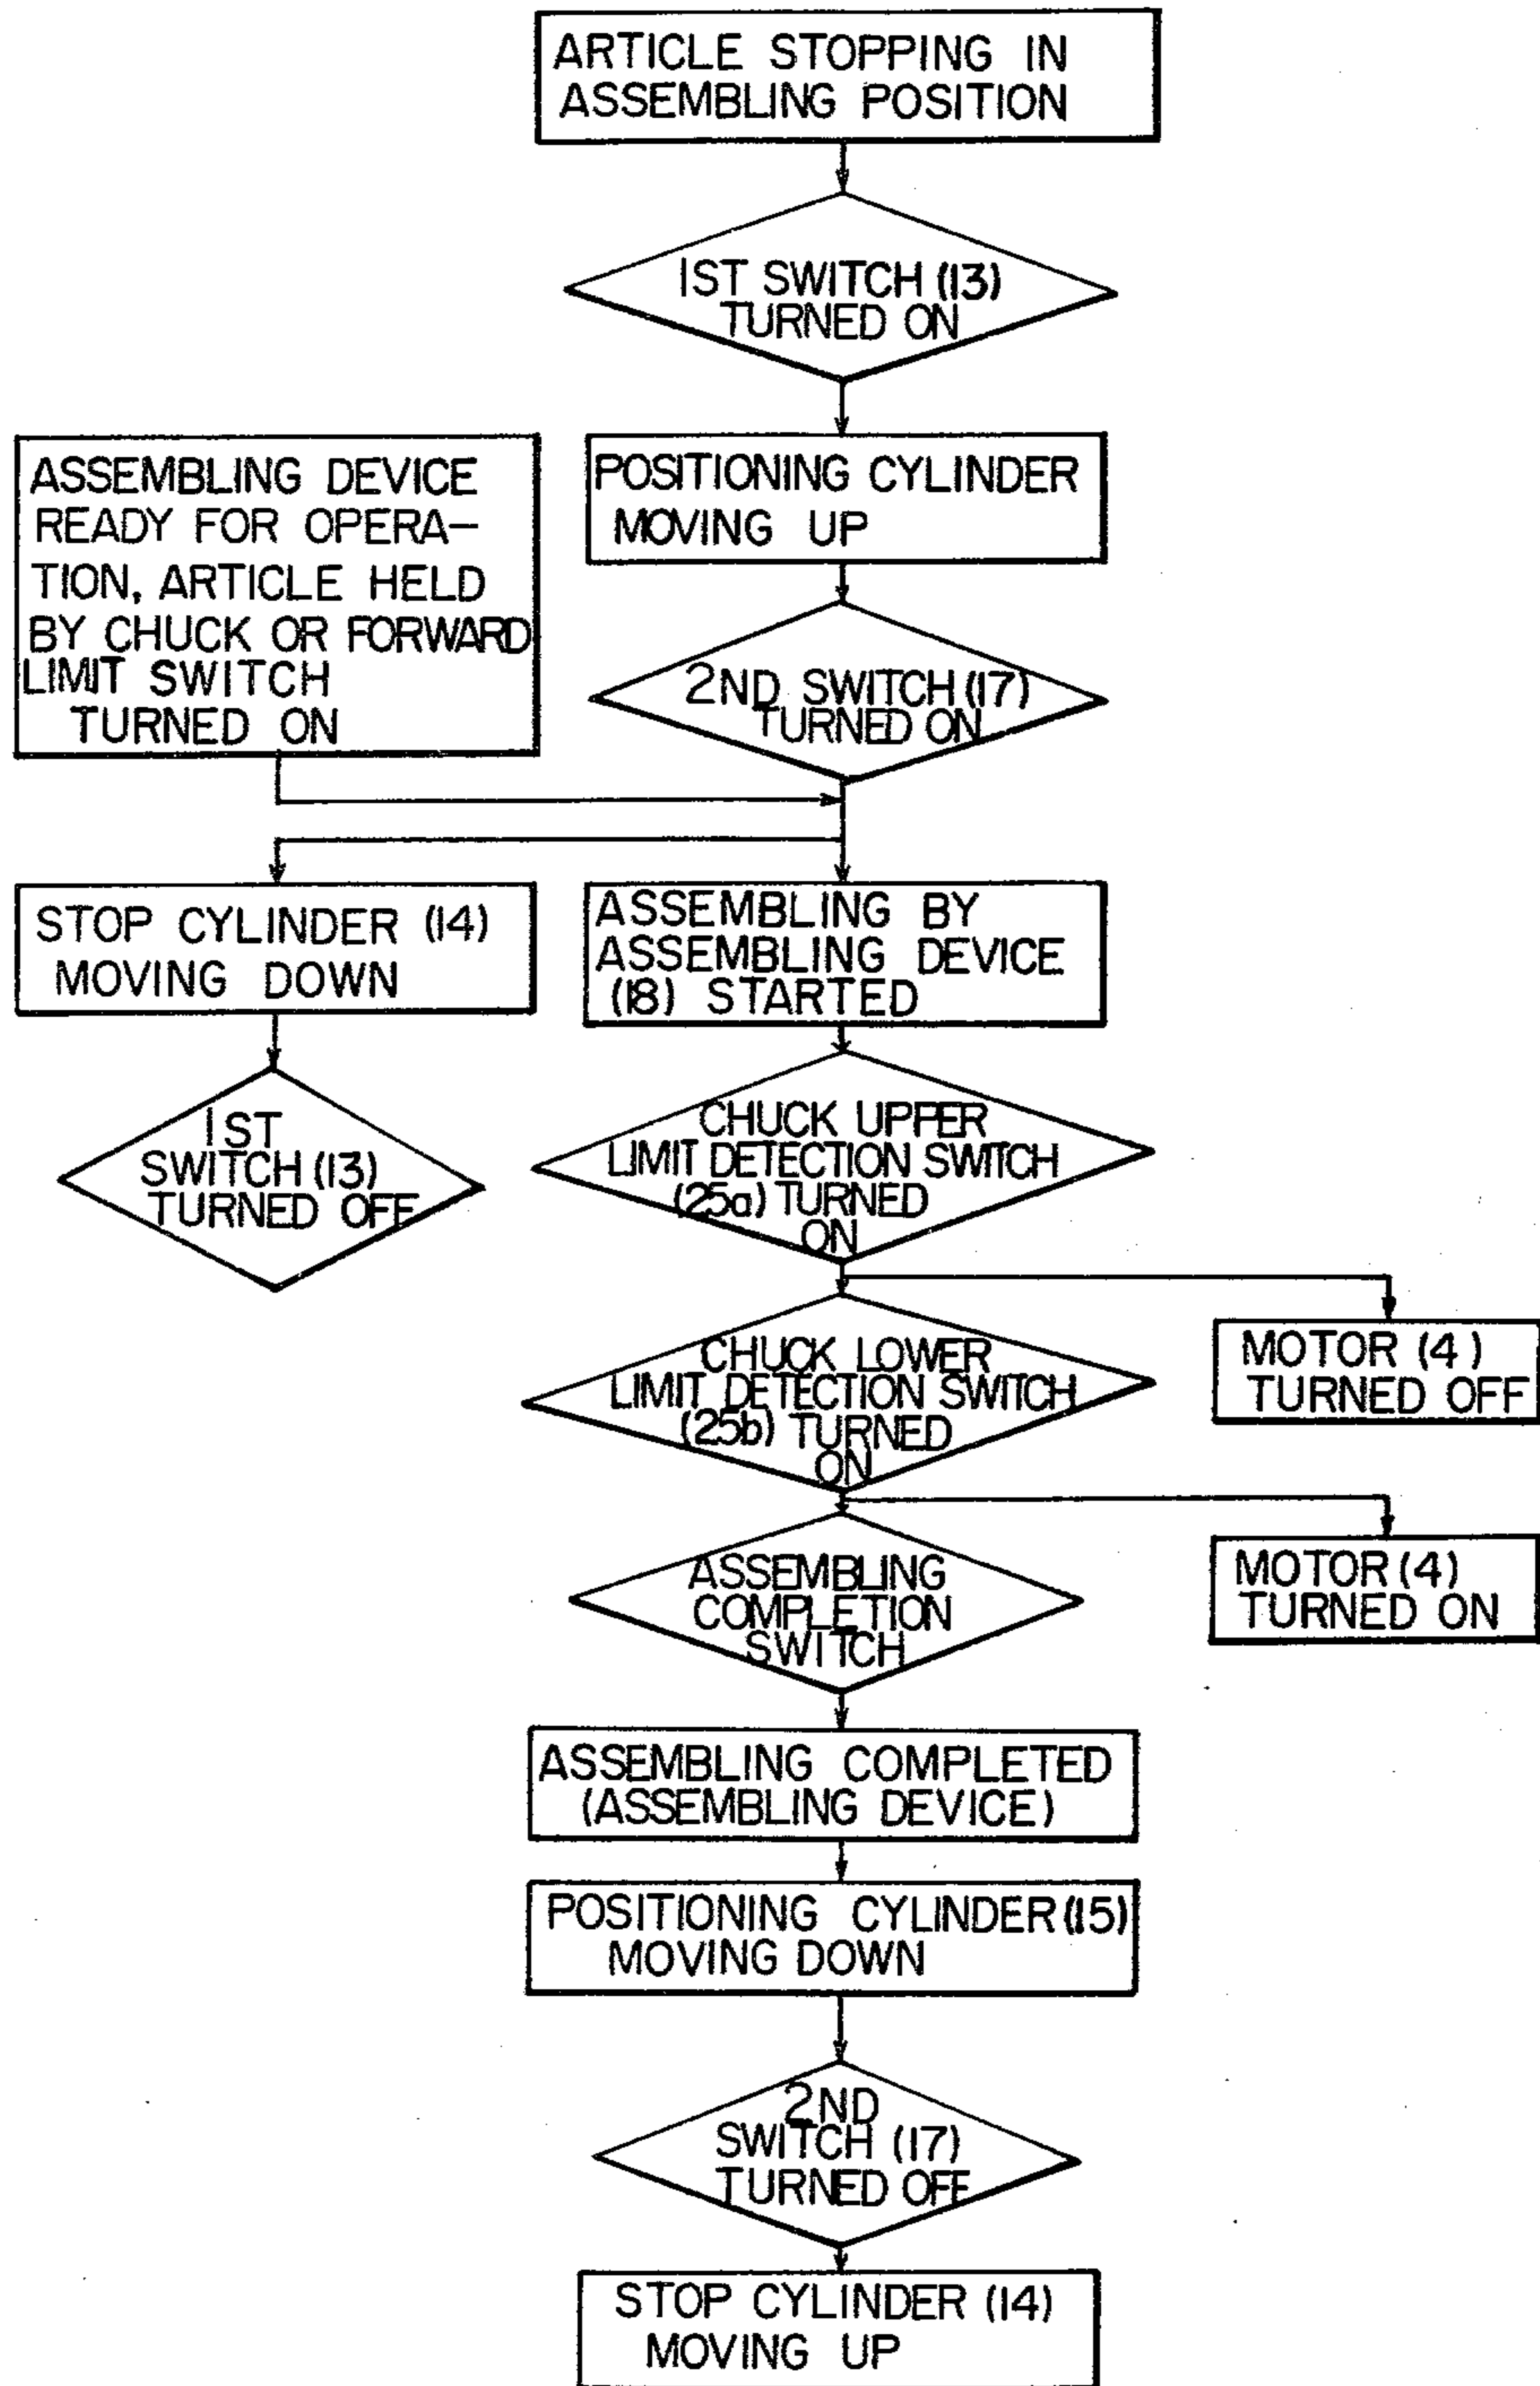 ARTICLE STOPPING IN
ASSEMBLING POSITION
1ST SWITCH (13)
TURNED ON
ASSEMBLING DEVICE
READY FOR OPERA-
TION, ARTICLE HELD
BY CHUCK OR FORWARD
LIMIT SWITCH
TURNED ON
POSITIONING CYLINDER
MOVING UP
2ND SWITCH (17)
TURNED ON
STOP CYLINDER (14)
MOVING DOWN
ASSEMBLING BY
ASSEMBLING DEVICE
(18) STARTED
1ST
SWITCH (13)
TURNED OFF
CHUCK UPPER
LIMIT DETECTION SWITCH
(25a) TURNED
ON
CHUCK LOWER
LIMIT DETECTION SWITCH
(25b) TURNED
ON
MOTOR (4)
TURNED OFF
ASSEMBLING
COMPLETION
SWITCH
MOTOR (4)
TURNED ON
ASSEMBLING COMPLETED
(ASSEMBLING DEVICE)
POSITIONING CYLINDER (15)
MOVING DOWN
2ND
SWITCH (17)
TURNED OFF
STOP CYLINDER (14)
MOVING UP